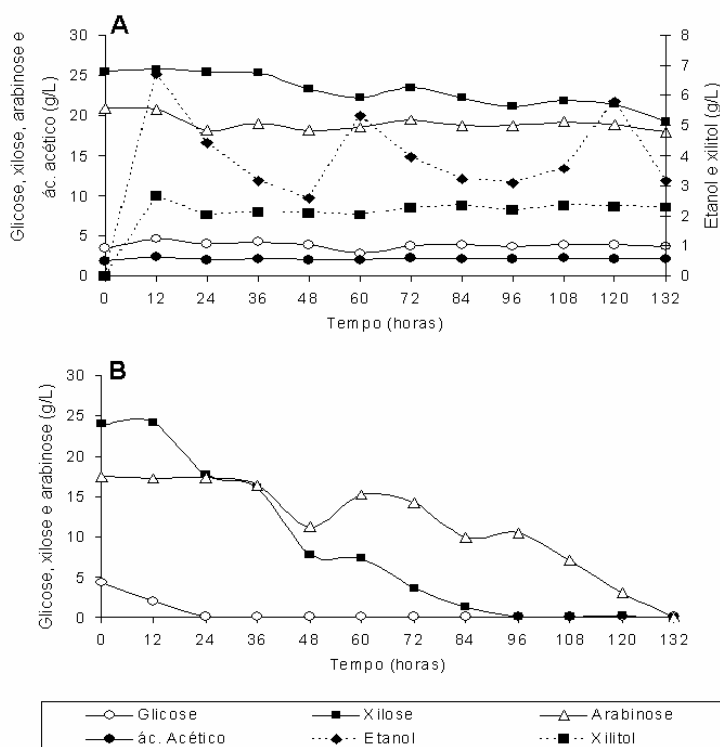 A
Glicose, xilose, arabinose e
ác. acético (g/L)
30
25
20
15
10
5
0
8
7
6
5
4
3
2
1
0
Etanol e xilitol (g/L)
0 12 24 36 48 60 72 84 96 108 120 132
Tempo (horas)
B
Glicose, xilose e arabinose (g/L)
30
25
20
15
10
5
0
0 12 24 36 48 60 72 84 96 108 120 132
Tempo (horas)
Glicose Xilose Arabinose
ác. Acético Etanol Xilitol